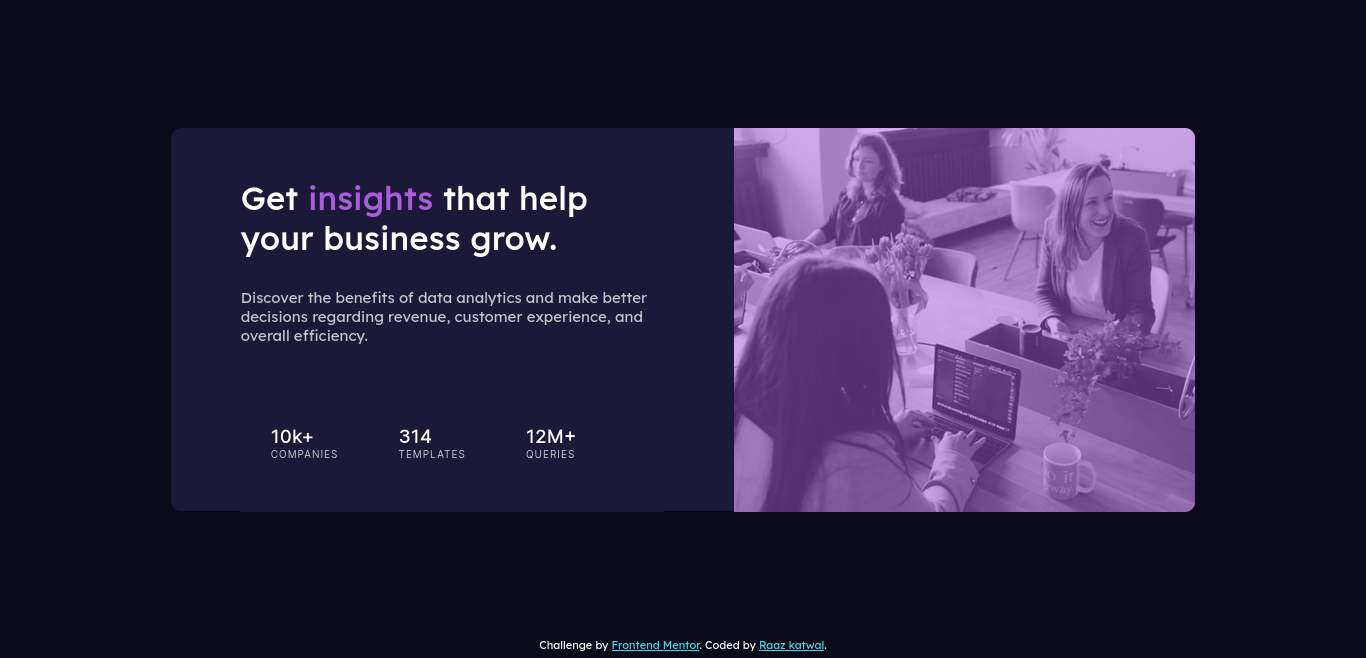 Get insights that help
your business grow.
Discover the benefits of data analytics and make better
decisions regarding revenue, customer experience, and
overall efficiency.
10k+ 314 12M+
COMPANIES TEMPLATES QUERIES
Challenge by Frontend Mentor. Coded by Raaz katwal.